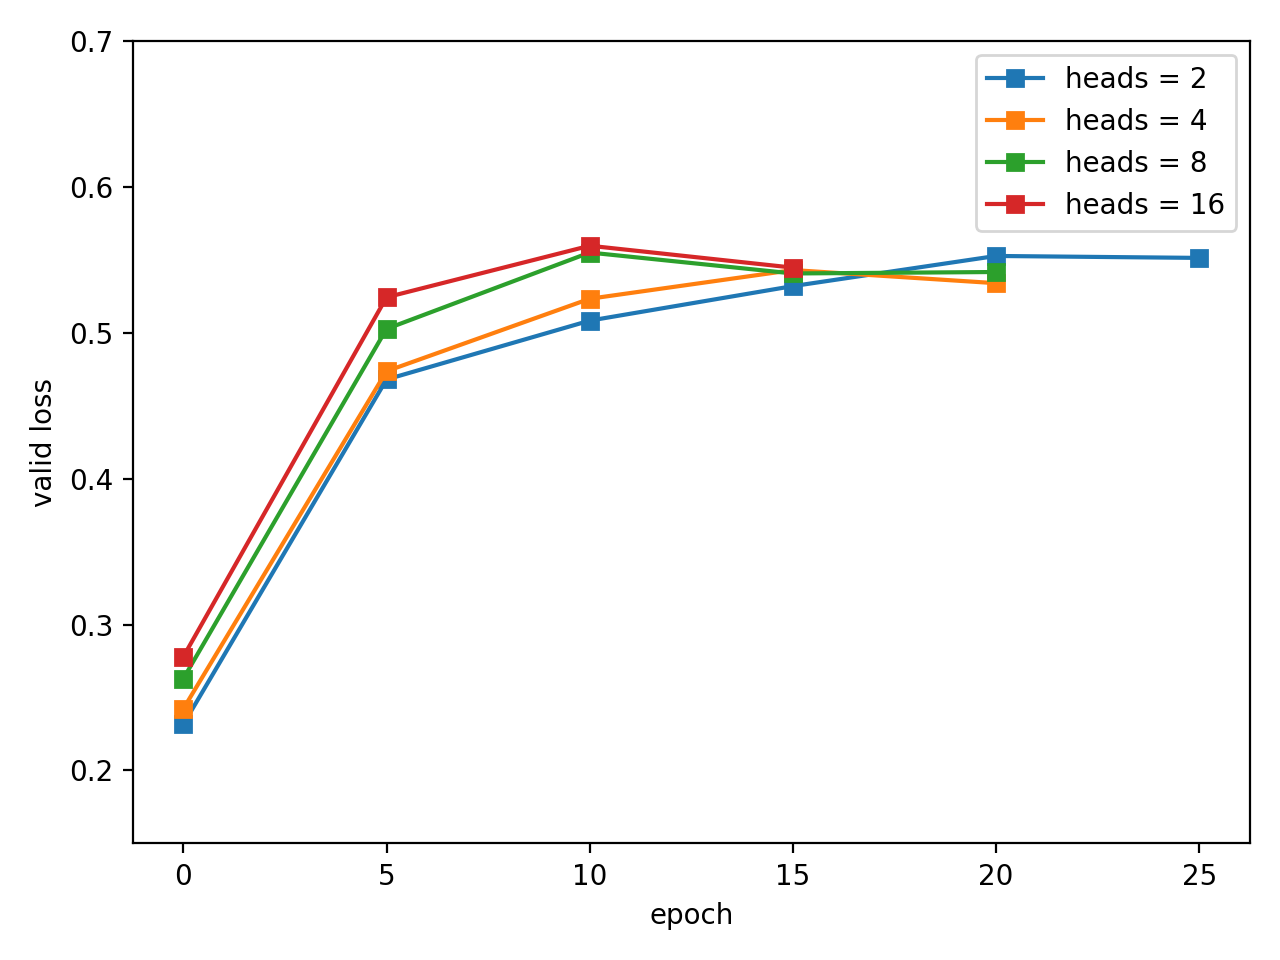 0.7
0.6
0.5
0.4
0.3
0.2
valid loss
heads = 2
heads = 4
heads = 8
heads = 16
0 5 10 15 20 25
epoch